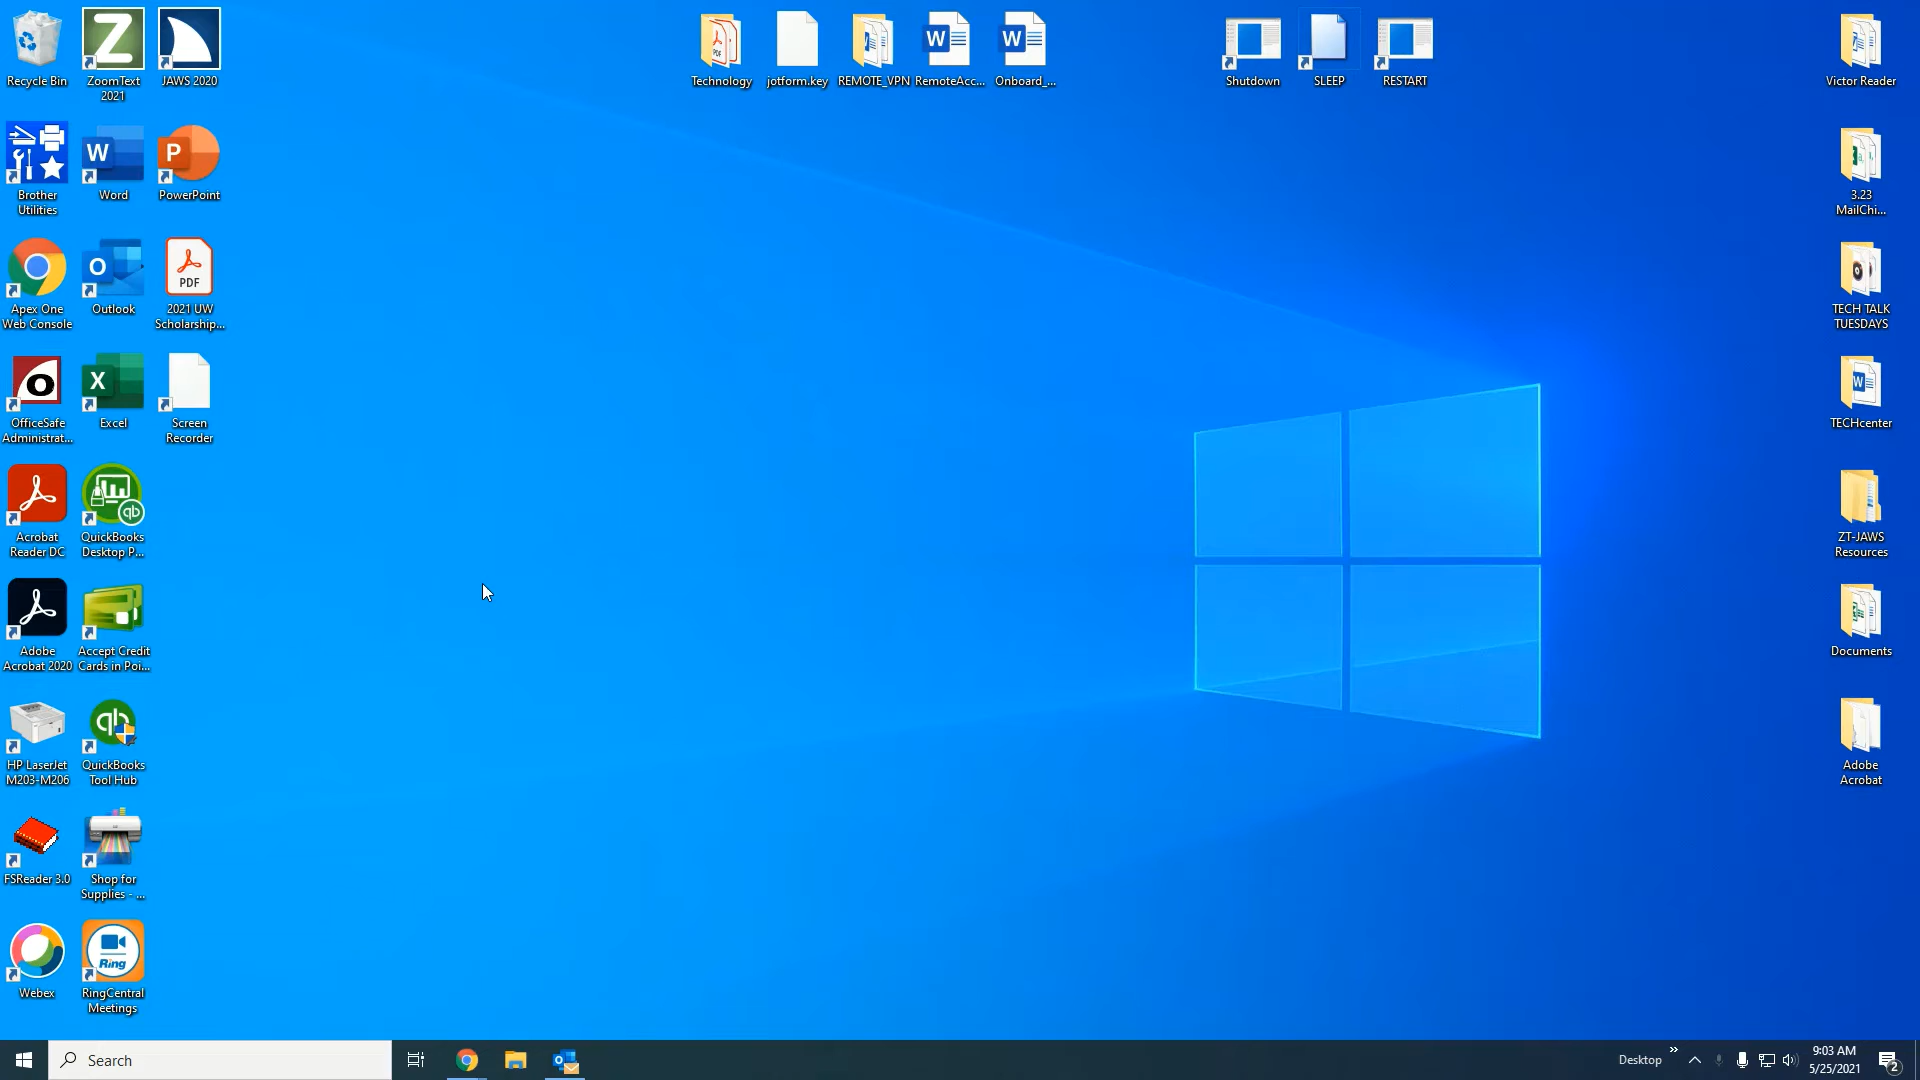 Recycle Bin
ZoomText
2021
JAWS 2020
Technology
jotform.key
REMOTE_VPN
RemoteAcc...
Onboard_...
Shutdown
SLEEP
RESTART
Victor Reader
Brother
Utilities
Word
PowerPoint
3.23
MailChi...
Apex One
Web Console
Outlook
PDF
2021 UW
Scholarship...
TECH TALK
TUESDAYS
OfficeSafe
Administrat...
Excel
Screen
Recorder
TECHcenter
Acrobat
Reader DC
QuickBooks
Desktop P...
ZT-JAWS
Resources
Adobe
Acrobat 2020
Accept Credit
Cards in Poi...
Documents
HP LaserJet
M203-M206
QuickBooks
Tool Hub
Adobe
Acrobat
FSReader 3.0
Shop for
Supplies - ...
Webex
Ring
RingCentral
Meetings
Search
Desktop
9:03 AM
5/25/2021
2